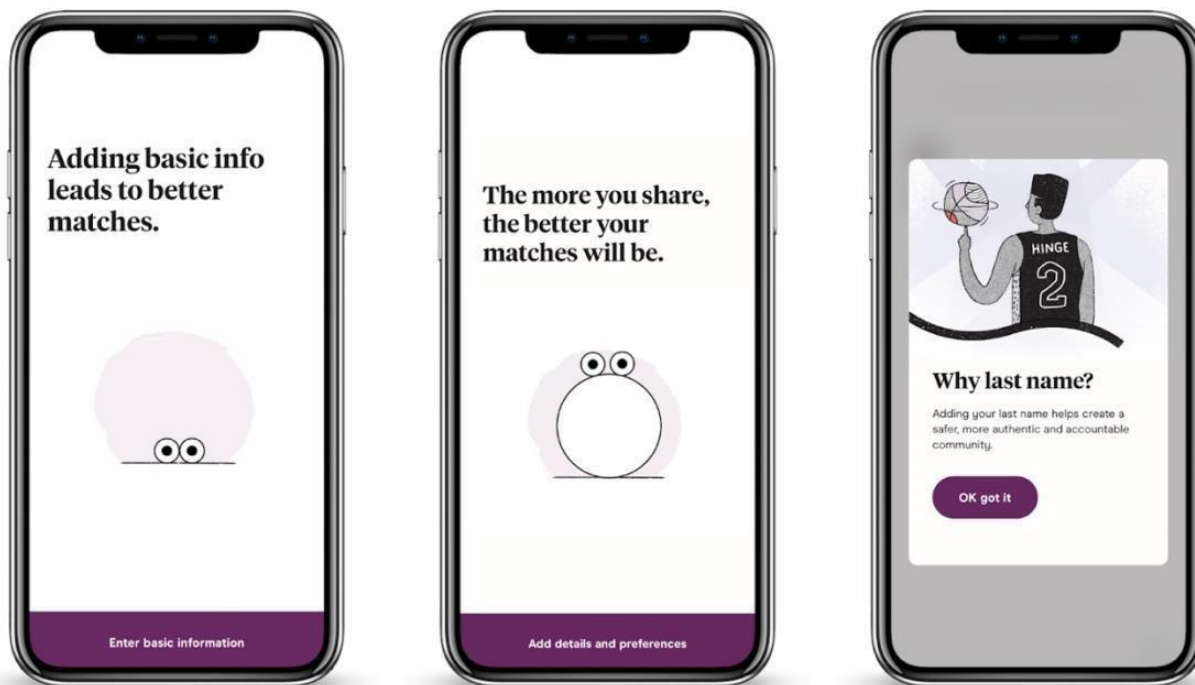 Adding basic info
leads to better
matches.
Enter basic information
The more you share,
the better your
matches will be.
Add details and preferences
HINGE
2
Why last name?
Adding your last name helps create a
safer, more authentic and accountable
community.
OK got it